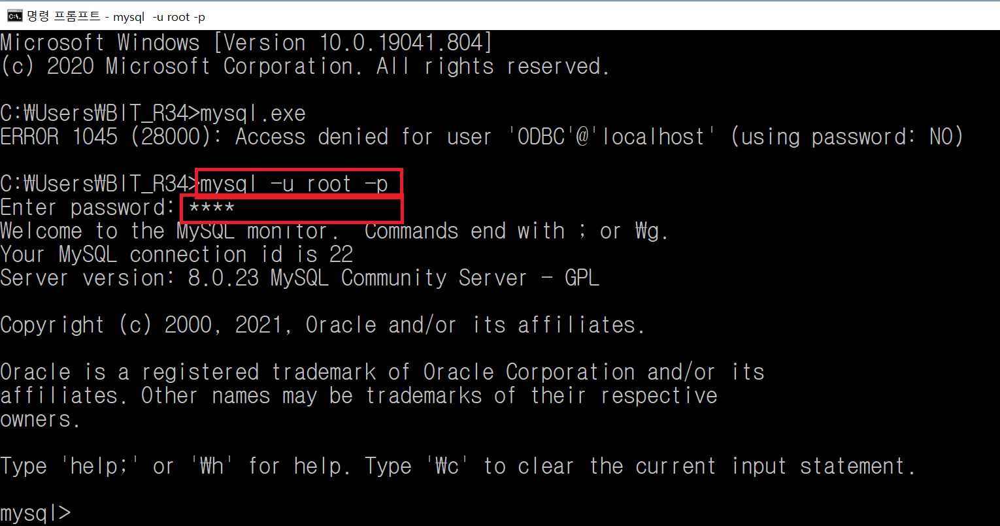 명령 프롬프트 - mysql  -u root -p
Microsoft Windows [Version 10.0.19041.804]
(c) 2020 Microsoft Corporation. All rights reserved.
C:₩Users₩BIT_R34>mysql.exe
ERROR 1045 (28000): Access denied for user 'ODBC'@'localhost' (using password: NO)
C:₩Users₩BIT_R34>mysql -u root -p
Enter password: ****
Welcome to the MySQL monitor.  Commands end with ; or ₩g.
Your MySQL connection id is 22
Server version: 8.0.23 MySQL Community Server - GPL
Copyright (c) 2000, 2021, Oracle and/or its affiliates.
Oracle is a registered trademark of Oracle Corporation and/or its
affiliates. Other names may be trademarks of their respective
owners.
Type 'help;' or '₩h' for help. Type '₩c' to clear the current input statement.
mysql>